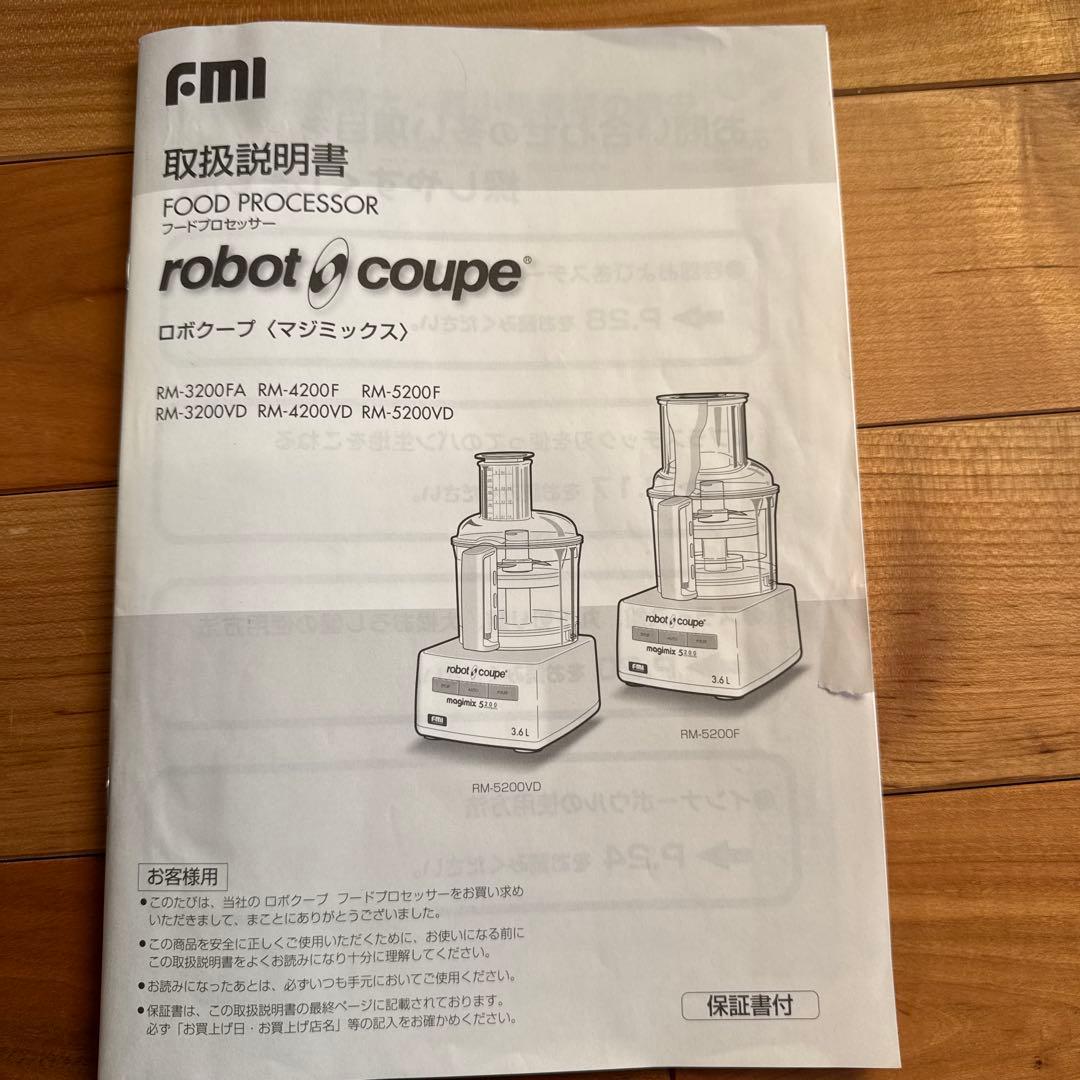 FMI
取扱説明書
FOOD PROCESSOR
フードプロセッサー
robot coupe®
ロボクープ〈マジミックス〉
RM-3200FA RM-4200F RM-5200F
RM-3200VD RM-4200VD RM-5200VD
robot coupe®
STOP AUTO PULSE
magimix 5200
FMI
3.6L
RM-5200F
robot coupe®
STOP AUTO PULSE
magimix 5200
FMI
3.6L
RM-5200VD
お客様用
●このたびは、当社の ロボクープ フードプロセッサーをお買い求め
いただきまして、まことにありがとうございました。
●この商品を安全に正しくご使用いただくために、お使いになる前に
この取扱説明書をよくお読みになり十分に理解してください。
●お読みになったあとは、必ずいつも手元においてご使用ください。
●保証書は、この取扱説明書の最終ページに記載されております。
必ず「お買上げ日・お買上げ店名」等の記入をお確かめください。
保証書付